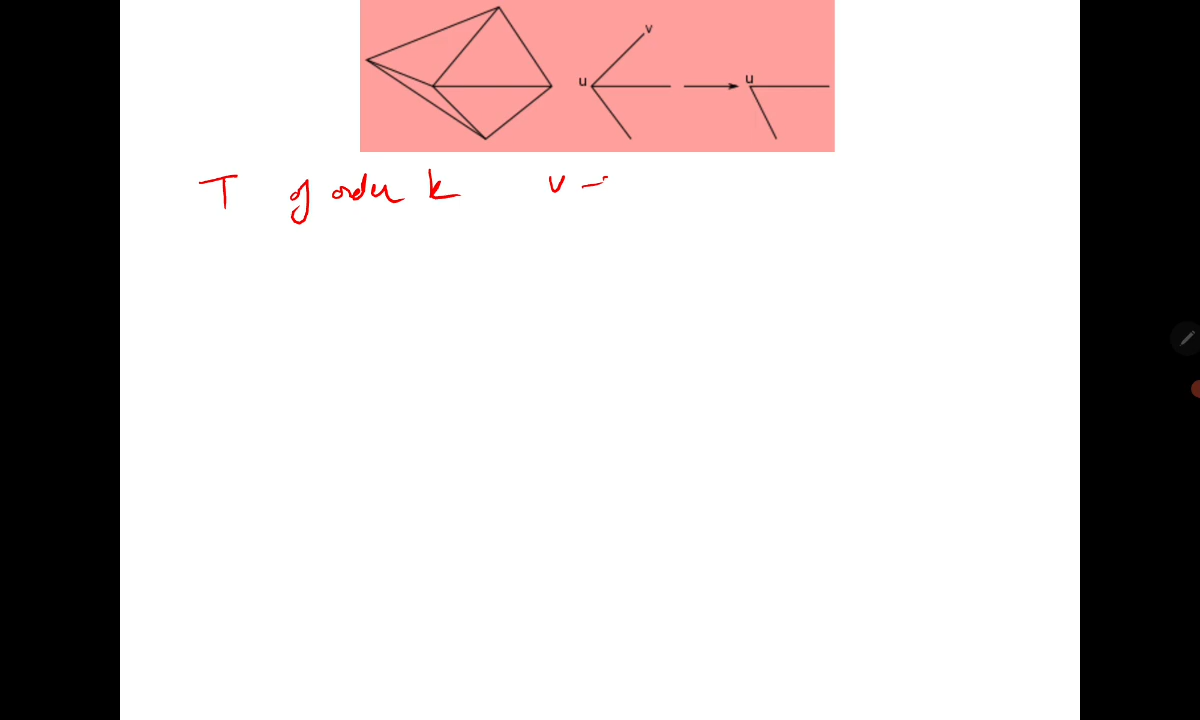 v
u
u
T of order k v –